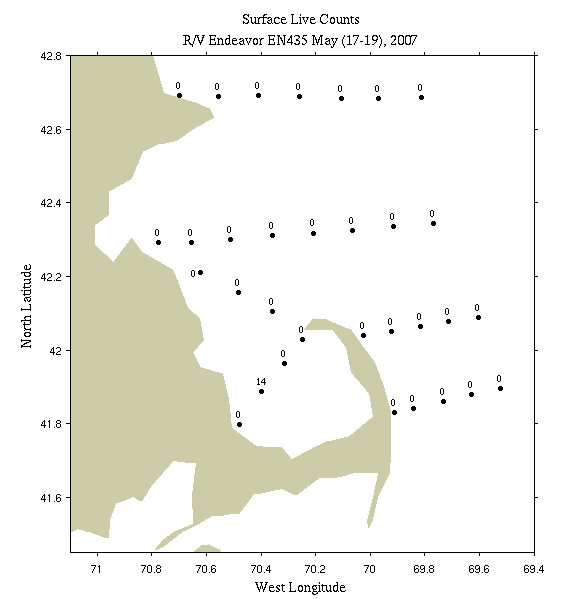 Surface Live Counts
R/V Endeavor EN435 May (17-19), 2007
42.8
0 0 0 0 0 0 0
42.6
42.4
0 0 0 0 0 0 0 0
0
42.2
0
0
0 0 0 0 0
0
42
0
14
0 0 0 0 0
0
41.8
41.6
North Latitude
71 70.8 70.6 70.4 70.2 70 69.8 69.6 69.4
West Longitude